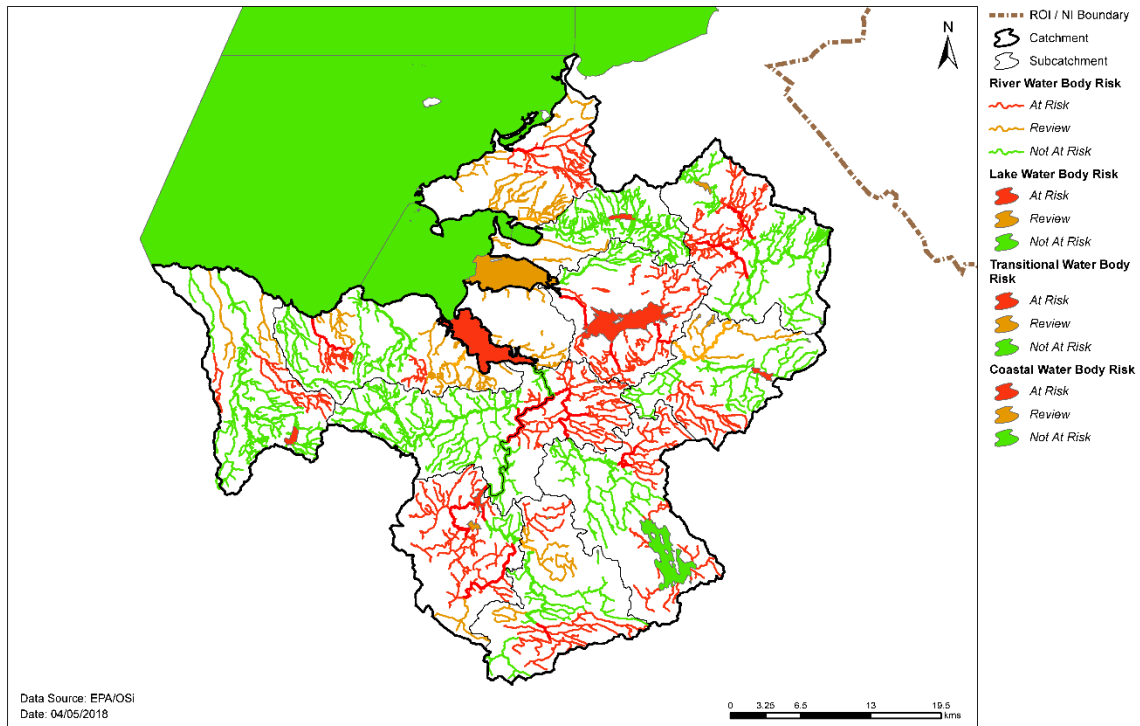 ROI / NI Boundary
Catchment
Subcatchment
River Water Body Risk
At Risk
Review
Not At Risk
Lake Water Body Risk
At Risk
Review
Not At Risk
Transitional Water Body
Risk
At Risk
Review
Not At Risk
Coastal Water Body Risk
At Risk
Review
Not At Risk
N
Data Source: EPA/OSi
Date: 04/05/2018
0 3.25 6.5 13 19.5
kms